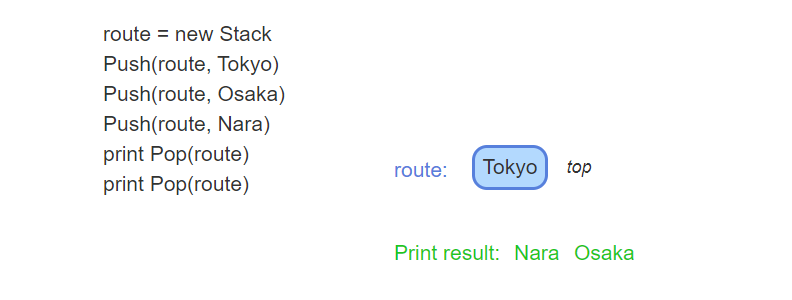 route = new Stack
Push(route, Tokyo)
Push(route, Osaka)
Push(route, Nara)
print Pop(route)
print Pop(route)
route: Tokyo top
Print result: Nara Osaka